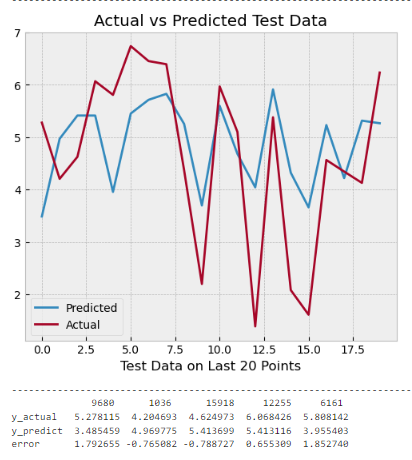 Actual vs Predicted Test Data
7
6
5
4
3
2
Predicted
Actual
0.0 2.5 5.0 7.5 10.0 12.5 15.0 17.5
Test Data on Last 20 Points
9680 1036 15918 12255 6161
y_actual 5.278115 4.204693 4.624973 6.068426 5.808142
y_predict 3.485459 4.969775 5.413699 5.413116 3.955403
error 1.792655 -0.765082 -0.788727 0.655309 1.852740